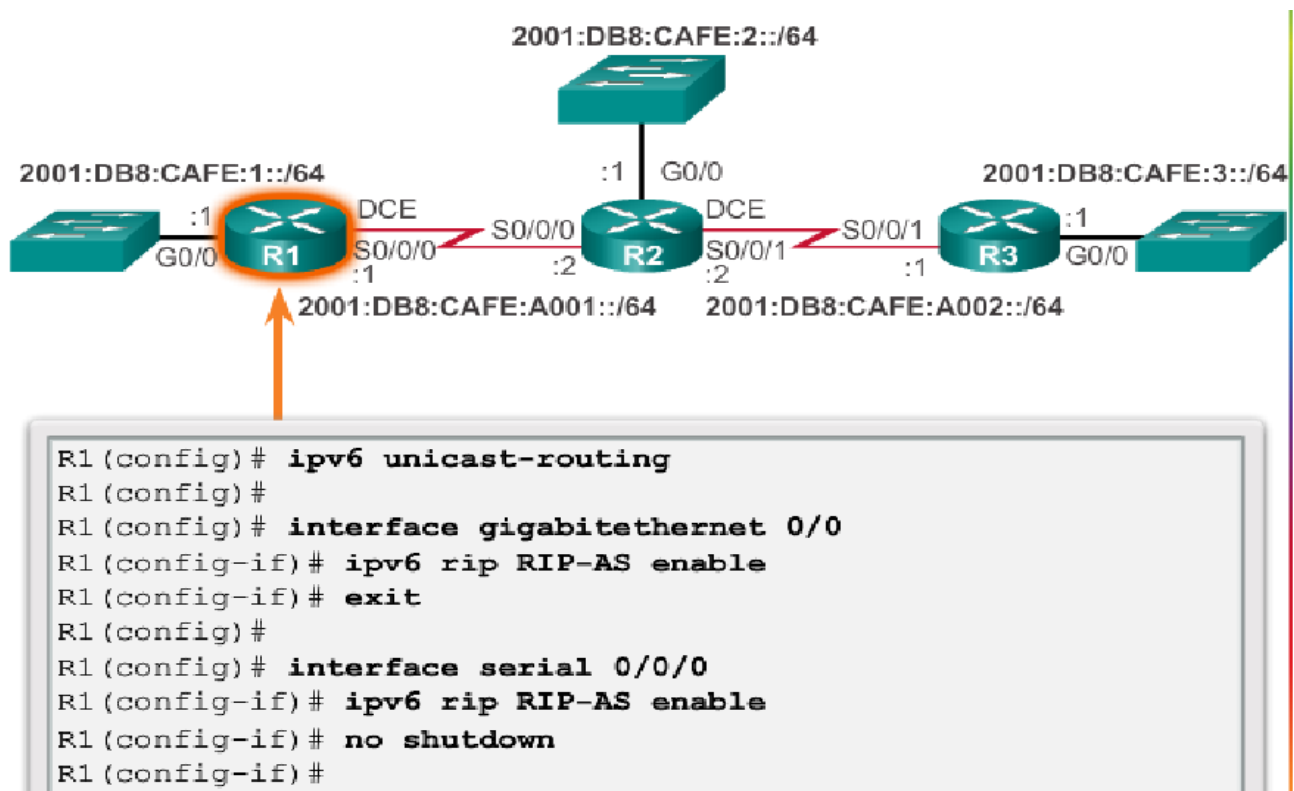 2001:DB8:CAFE:2::/64
2001:DB8:CAFE:1::/64
:1 G0/0
2001:DB8:CAFE:3::/64
:1
G0/0
R1
DCE
S0/0/0
:1
S0/0/0
:2
R2
DCE
S0/0/1
:2
S0/0/1
:1
R3
:1
G0/0
2001:DB8:CAFE:A001::/64
2001:DB8:CAFE:A002::/64
R1(config)# ipv6 unicast-routing
R1(config)#
R1(config)# interface gigabitethernet 0/0
R1(config-if)# ipv6 rip RIP-AS enable
R1(config-if)# exit
R1(config)#
R1(config)# interface serial 0/0/0
R1(config-if)# ipv6 rip RIP-AS enable
R1(config-if)# no shutdown
R1(config-if)#